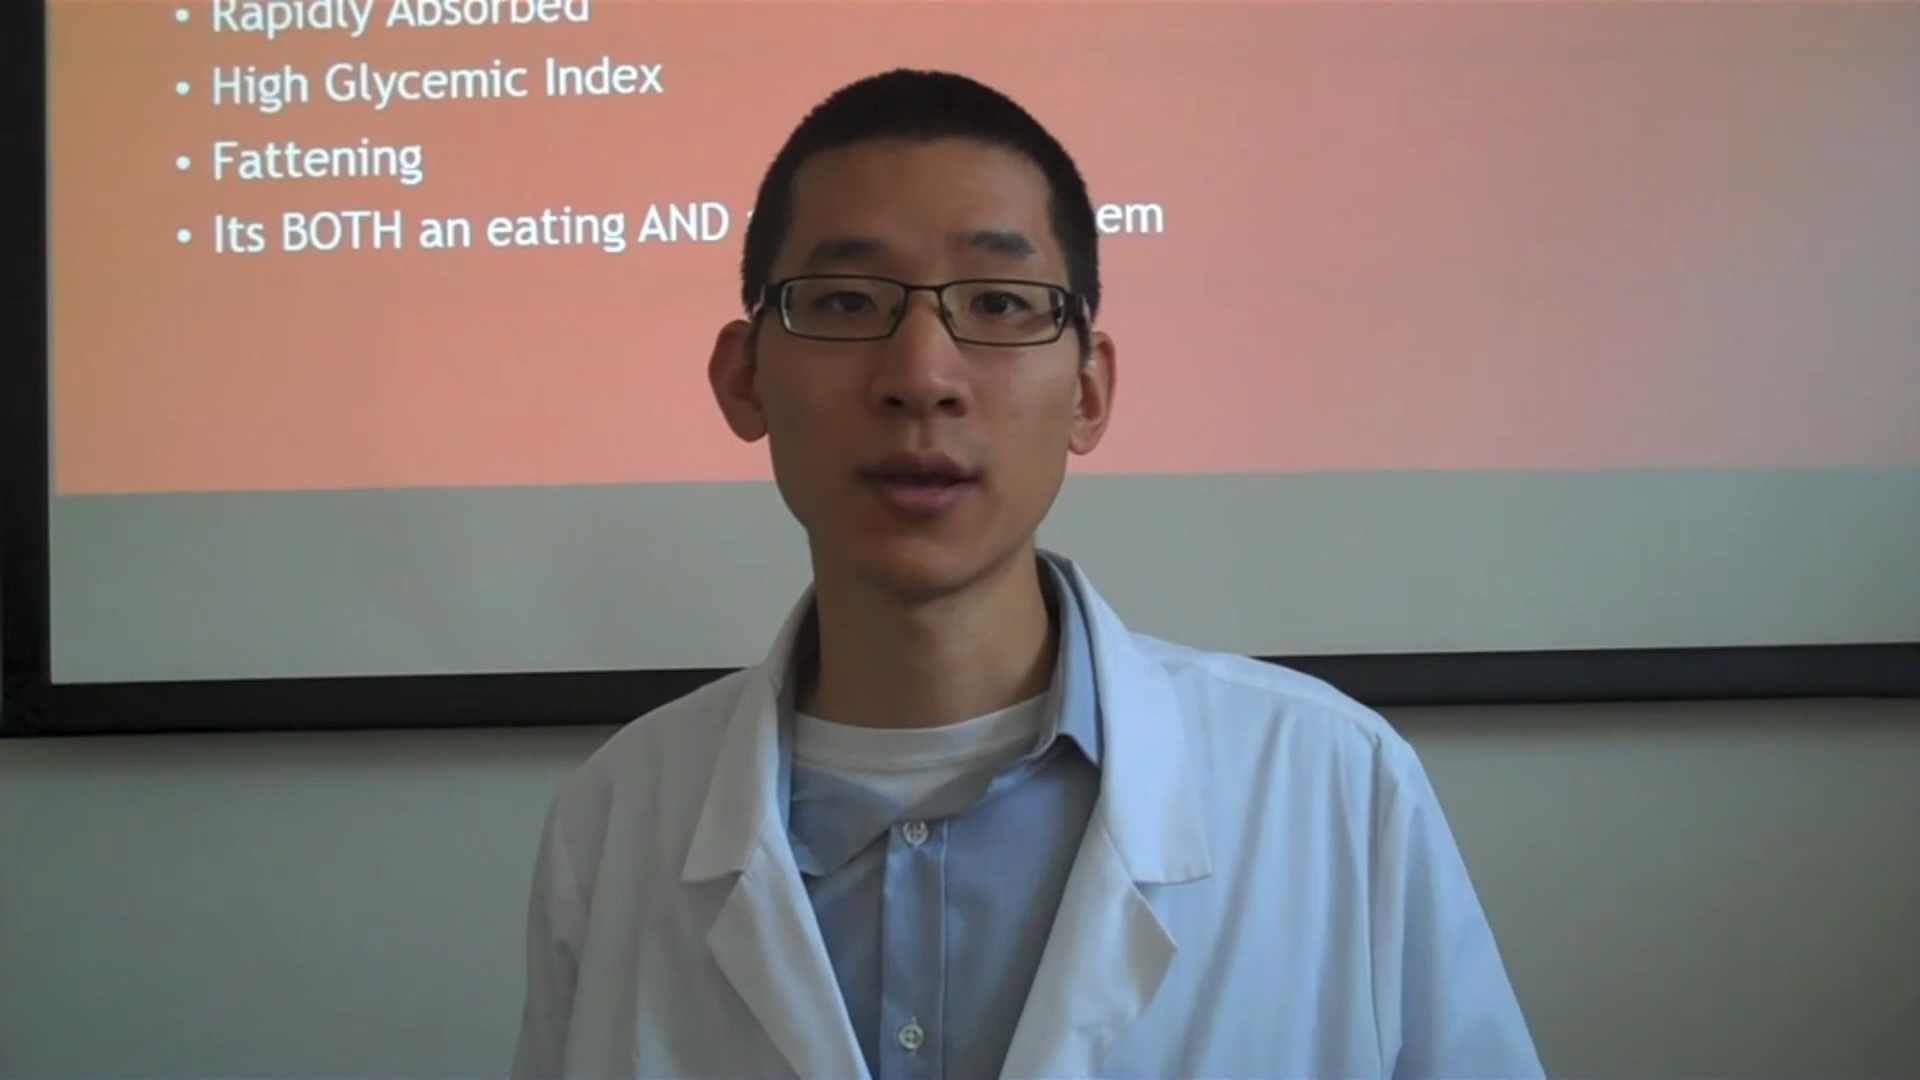 • Rapidly Absorbed
• High Glycemic Index
• Fattening
• Its BOTH an eating AND em